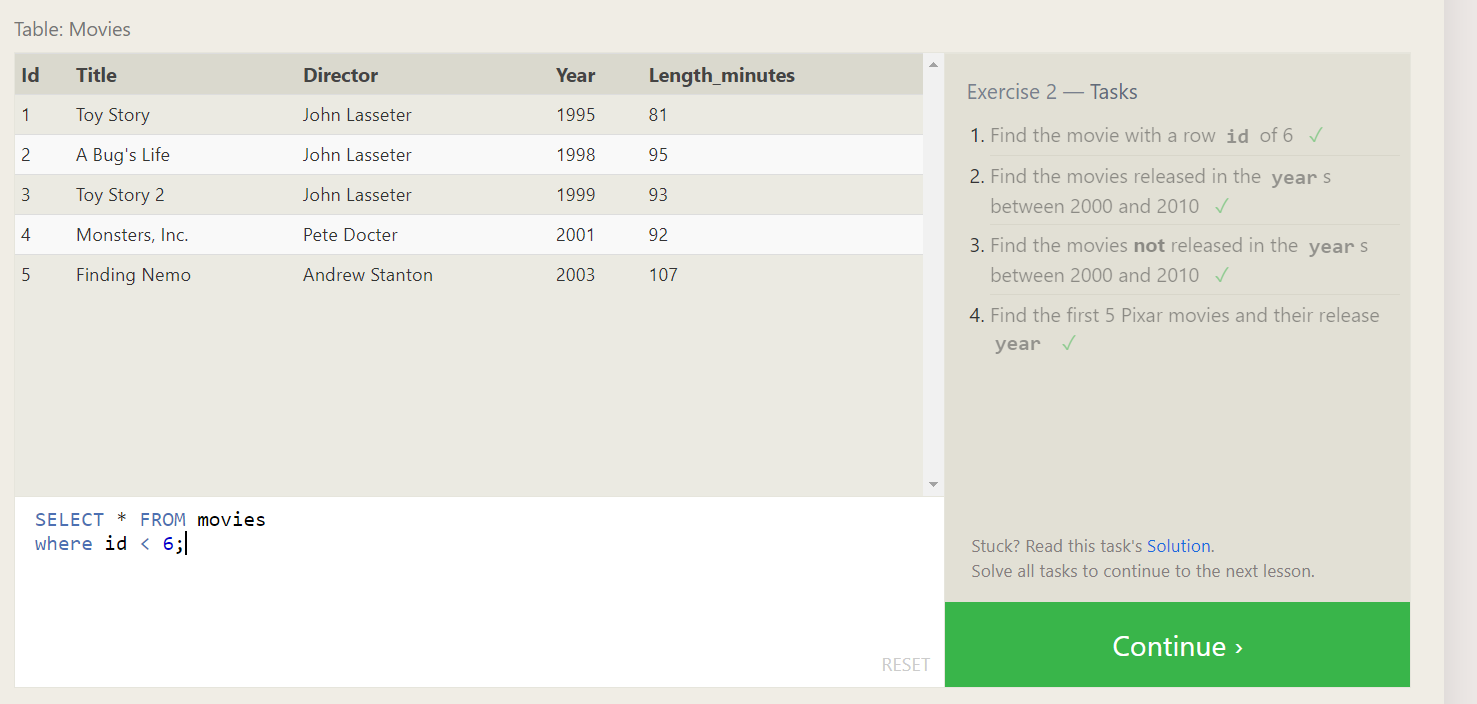 Table: Movies
Id Title Director Year Length_minutes
1 Toy Story John Lasseter 1995 81
2 A Bug's Life John Lasseter 1998 95
3 Toy Story 2 John Lasseter 1999 93
4 Monsters, Inc. Pete Docter 2001 92
5 Finding Nemo Andrew Stanton 2003 107
SELECT * FROM movies
where id < 6;
RESET
Exercise 2 — Tasks
1. Find the movie with a row id of 6 ✓
2. Find the movies released in the year s
between 2000 and 2010 ✓
3. Find the movies not released in the year s
between 2000 and 2010 ✓
4. Find the first 5 Pixar movies and their release
year ✓
Stuck? Read this task's Solution.
Solve all tasks to continue to the next lesson.
Continue ›